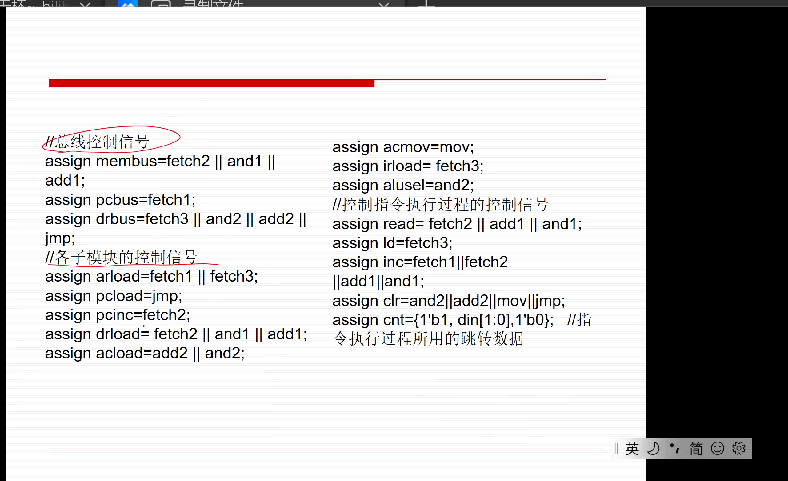 录制文件
//总线控制信号
assign membus=fetch2 || and1 ||
add1;
assign pcbus=fetch1;
assign drbus=fetch3 || and2 || add2 ||
jmp;
//各子模块的控制信号
assign arload=fetch1 || fetch3;
assign pcload=jmp;
assign pcinc=fetch2;
assign drload= fetch2 || and1 || add1;
assign acload=add2 || and2;
assign acmov=mov;
assign irload= fetch3;
assign alusel=and2;
//控制指令执行过程的控制信号
assign read= fetch2 || add1 || and1;
assign ld=fetch3;
assign inc=fetch1||fetch2
||add1||and1;
assign clr=and2||add2||mov||jmp;
assign cnt={1'b1, din[1:0],1'b0}; //指
令执行过程所用的跳转数据
英 简